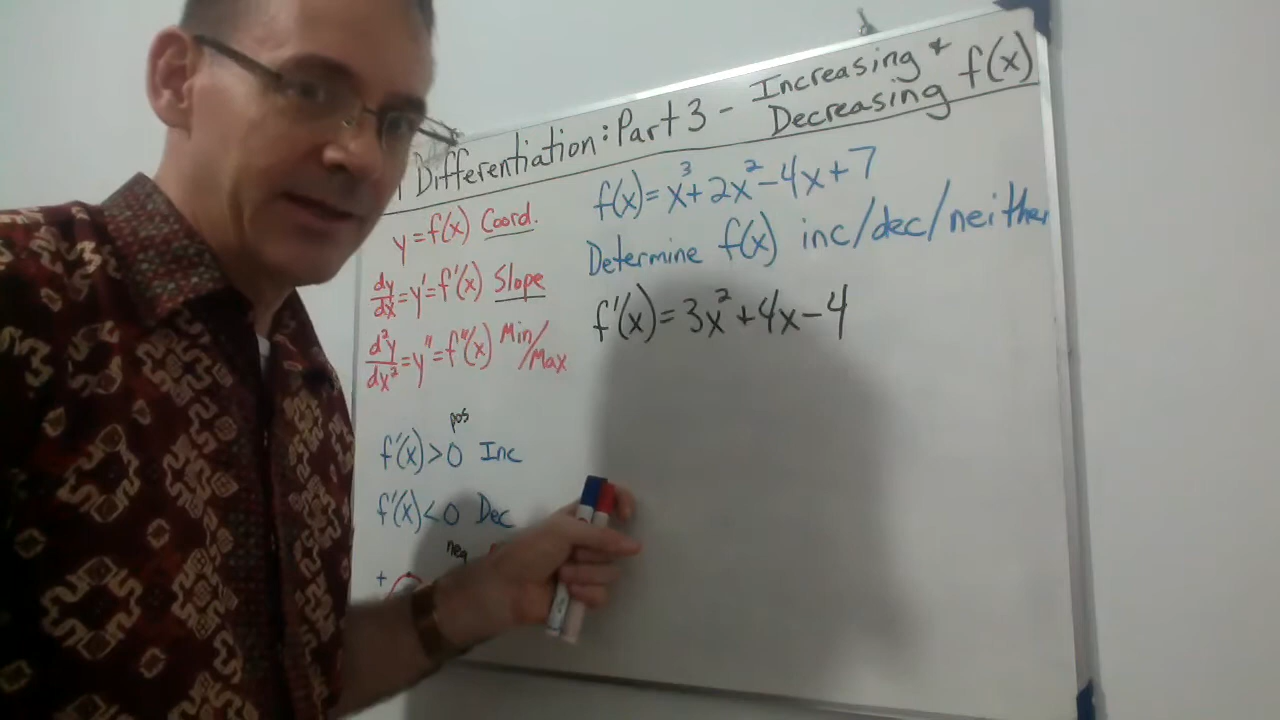 Differentiation: Part 3 - Increasing +
Decreasing f(x)
y = f(x) Coord.
dy/dx = y' = f'(x) Slope
d²y/dx² = y" = f"(x) Min/Max
pos
f'(x) > 0 Inc
f'(x) < 0 Dec
neg
+
f(x) = x³ + 2x² - 4x + 7
Determine f(x) inc/dec/neither
f'(x) = 3x² + 4x - 4